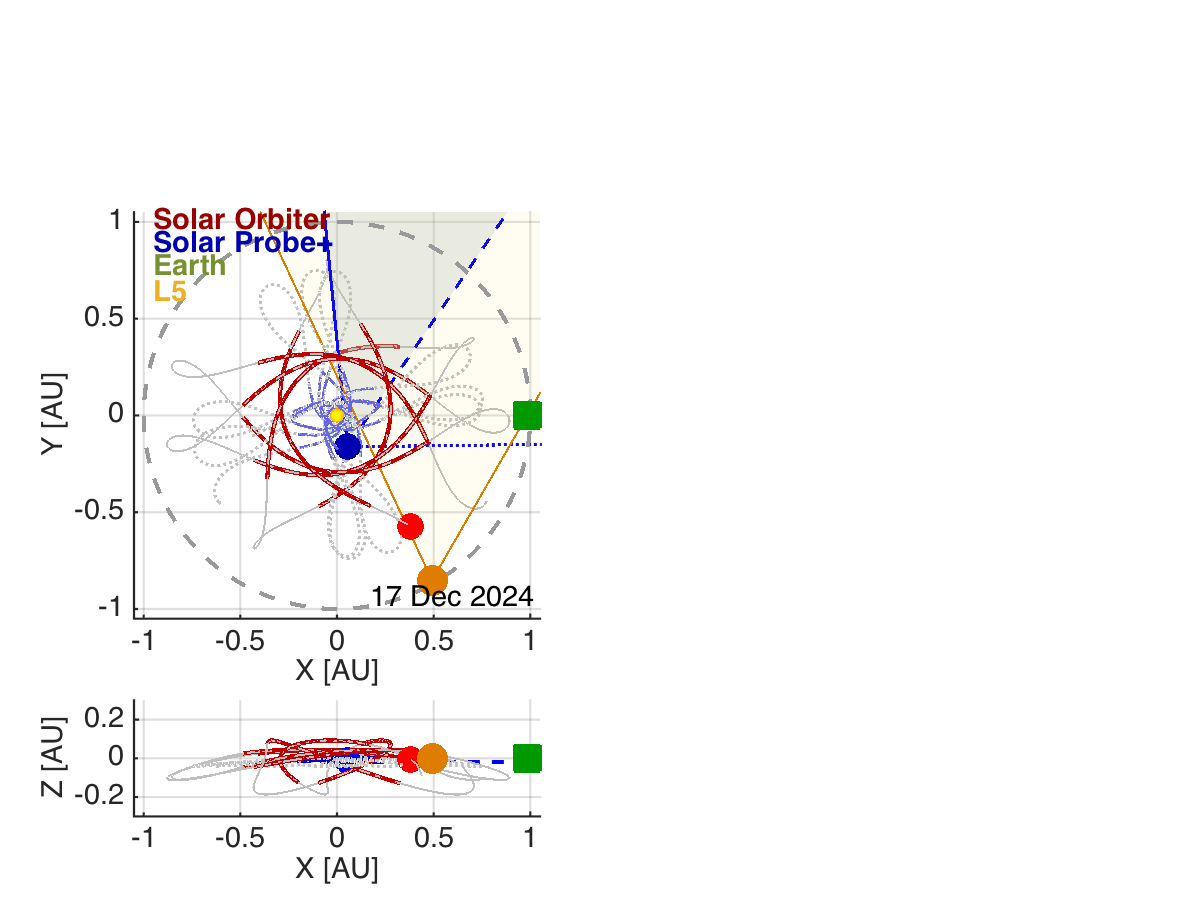 Solar Orbiter
Solar Probe+
Earth
L5
1
0.5
0
-0.5
-1
Y [AU]
17 Dec 2024
-1 -0.5 0 0.5 1
X [AU]
0.2
0
-0.2
Z [AU]
-1 -0.5 0 0.5 1
X [AU]